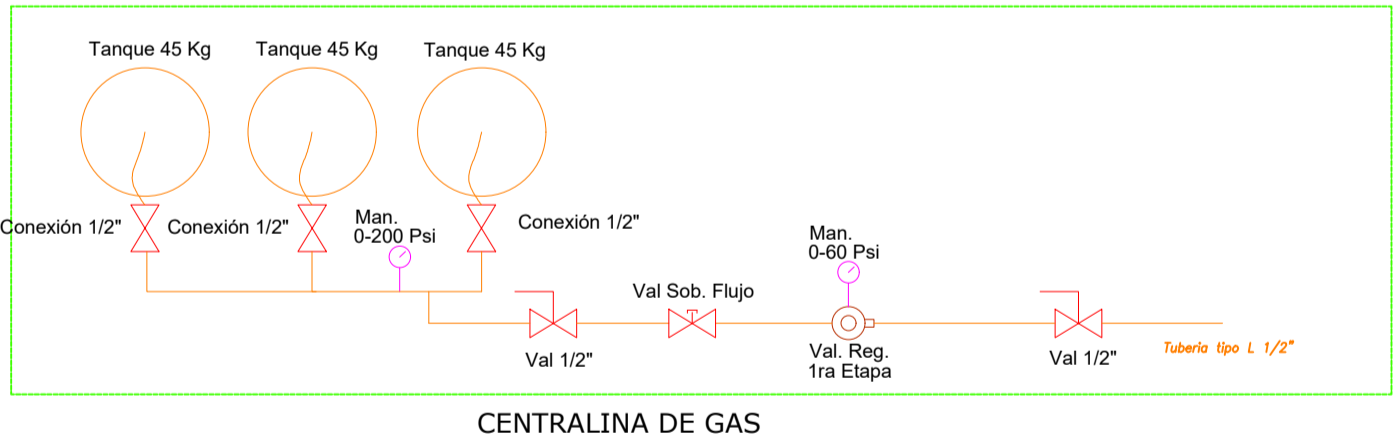 Tanque 45 Kg
Tanque 45 Kg
Tanque 45 Kg
Conexión 1/2"
Conexión 1/2"
Man.
0-200 Psi
Conexión 1/2"
Man.
0-60 Psi
Val Sob. Flujo
Val 1/2"
Val. Reg.
1ra Etapa
Val 1/2"
Tuberia tipo L 1/2"
CENTRALINA DE GAS